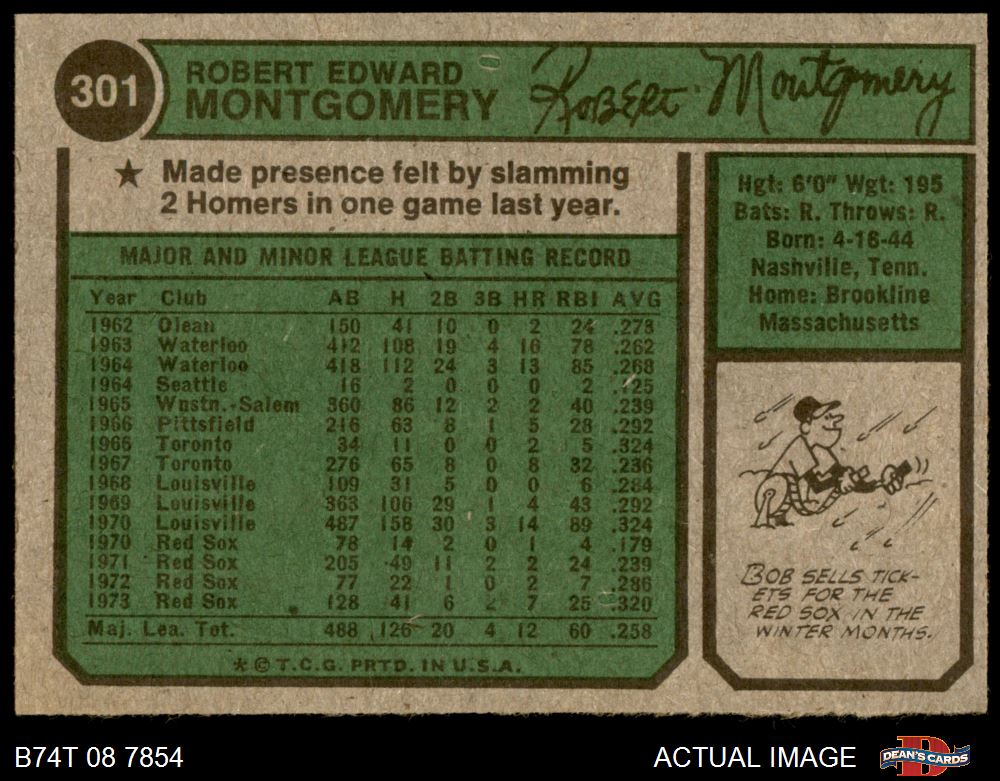 301
ROBERT EDWARD
MONTGOMERY
Robert Montgomery
★ Made presence felt by slamming
2 Homers in one game last year.
MAJOR AND MINOR LEAGUE BATTING RECORD
Year Club AB H 2B 3B HR RBI AVG
1962 Olean 150 41 10 0 2 24 .273
1963 Waterloo 412 108 19 4 16 78 .262
1964 Waterloo 418 112 24 3 13 85 .268
1964 Seattle 16 2 0 0 0 2 .125
1965 Wnstn.-Salem 360 86 12 2 2 40 .239
1966 Pittsfield 216 63 8 1 5 28 .292
1966 Toronto 34 11 0 0 2 5 .324
1967 Toronto 276 65 8 0 8 32 .236
1968 Louisville 109 31 5 0 0 6 .284
1969 Louisville 363 106 29 1 4 43 .292
1970 Louisville 487 158 30 3 14 89 .324
1970 Red Sox 78 14 2 0 1 4 .179
1971 Red Sox 205 49 11 2 2 24 .239
1972 Red Sox 77 22 1 0 2 7 .286
1973 Red Sox 128 41 6 2 7 25 .320
Maj. Lea. Tot. 488 126 20 4 12 60 .258
* © T.C.G. PRTD. IN U.S.A.
Hgt: 6'0" Wgt: 195
Bats: R. Throws: R.
Born: 4-16-44
Nashville, Tenn.
Home: Brookline
Massachusetts
BOB SELLS TICK-
ETS FOR THE
RED SOX IN THE
WINTER MONTHS.
B74T 08 7854
ACTUAL IMAGE
DEAN'S CARDS